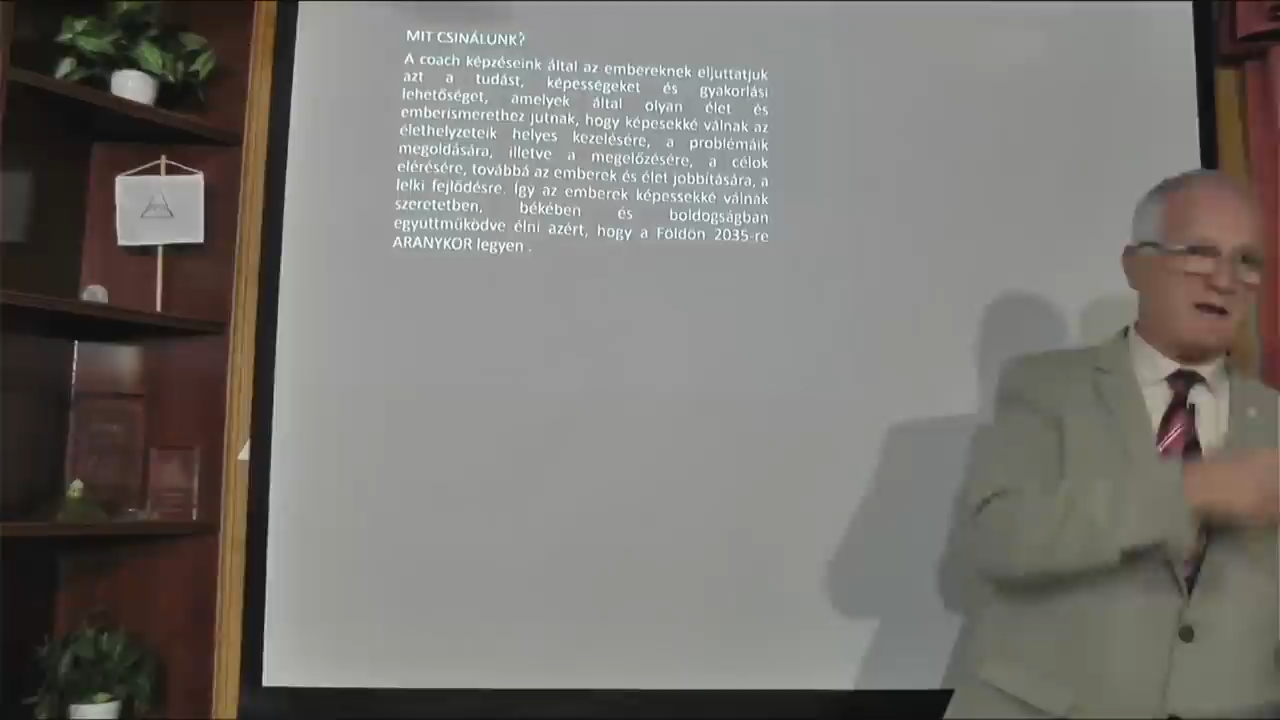 MIT CSINÁLUNK?
A coach képzéseink által az embereknek eljuttatjuk
azt a tudást, képességeket és gyakorlási
lehetőséget, amelyek által olyan élet és
emberismerethez jutnak, hogy képesekké válnak az
élethelyzeteik helyes kezelésére, a problémáik
megoldására, illetve a megelőzésére, a célok
elérésére, továbbá az emberek és élet jobbítására, a
lelki fejlődésre. Így az emberek képessekké válnak
szeretetben, békében és boldogságban
együttműködve élni azért, hogy a Földön 2035-re
ARANYKOR legyen .